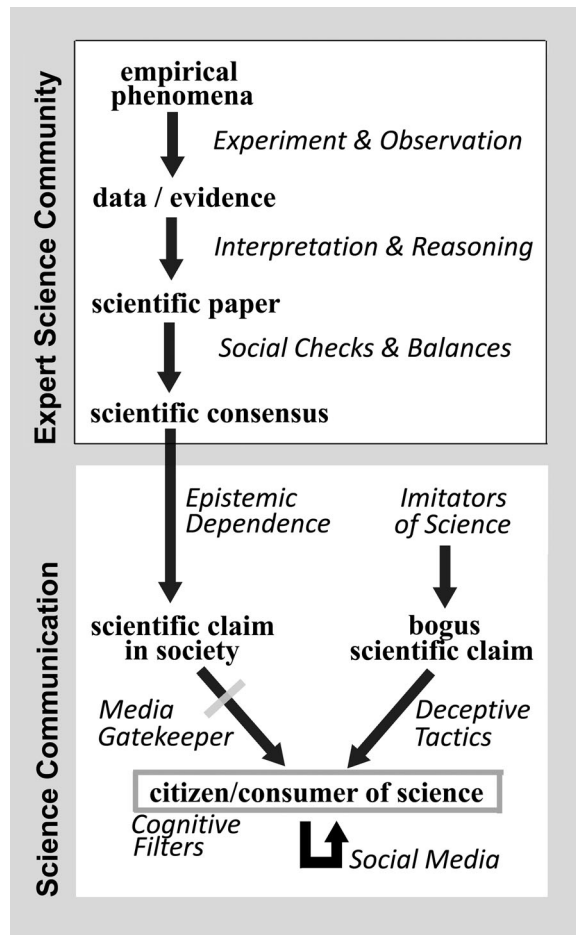 Expert Science Community
empirical
phenomena
Experiment & Observation
data / evidence
Interpretation & Reasoning
scientific paper
Social Checks & Balances
scientific consensus
Science Communication
Epistemic
Dependence
Imitators
of Science
scientific claim
in society
bogus
scientific claim
Media
Gatekeeper
Deceptive
Tactics
citizen/consumer of science
Cognitive
Filters
Social Media